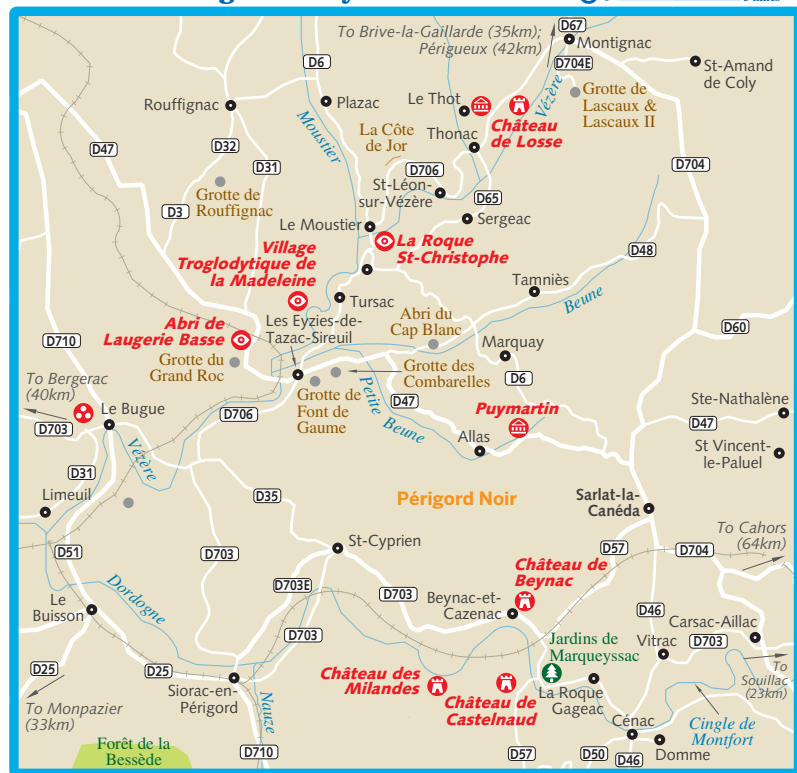 To Brive-la-Gaillarde (35km);
Périgueux (42km)
D67
Montignac
D6
D704E
St-Amand
de Coly
Rouffignac
Plazac
Le Thot
Vézère
Grotte de
Lascaux &
Lascaux II
Château
de Losse
Moustier
La Côte
de Jor
Thonac
D47
D32
D31
D706
D704
St-Léon-
sur-Vézère
D65
Grotte de
Rouffignac
D3
Le Moustier
Sergeac
La Roque
St-Christophe
D48
Village
Troglodytique de
la Madeleine
Tamniès
Tursac
Beune
Abri de
Laugerie Basse
Les Eyzies-de-
Tazac-Sireuil
Abri du
Cap Blanc
D60
D710
Marquay
Grotte du
Grand Roc
Grotte des
Combarelles
To Bergerac
(40km)
D6
Grotte de
Font de
Gaume
Petite Beune
D47
Puymartin
Ste-Nathalène
D703
Le Bugue
D706
D47
Allas
St Vincent-
le-Paluel
Vézère
D31
Limeuil
D35
Périgord Noir
Sarlat-la-
Canéda
To Cahors
(64km)
D51
D703
St-Cyprien
D57
D704
Château de
Beynac
Dordogne
D703E
D703
Le
Buisson
Beynac-et-
Cazenac
D46
Carsac-Aillac
D703
Jardins de
Marqueyssac
Vitrac
D703
D25
D25
Château des
Milandes
To
Souillac
(23km)
Siorac-en-
Périgord
Château de
Castelnaud
La Roque
Gageac
To Monpazier
(33km)
Nauze
Cénac
Cingle de
Montfort
Forêt de la
Bessède
D710
D57
D50
D46
Domme